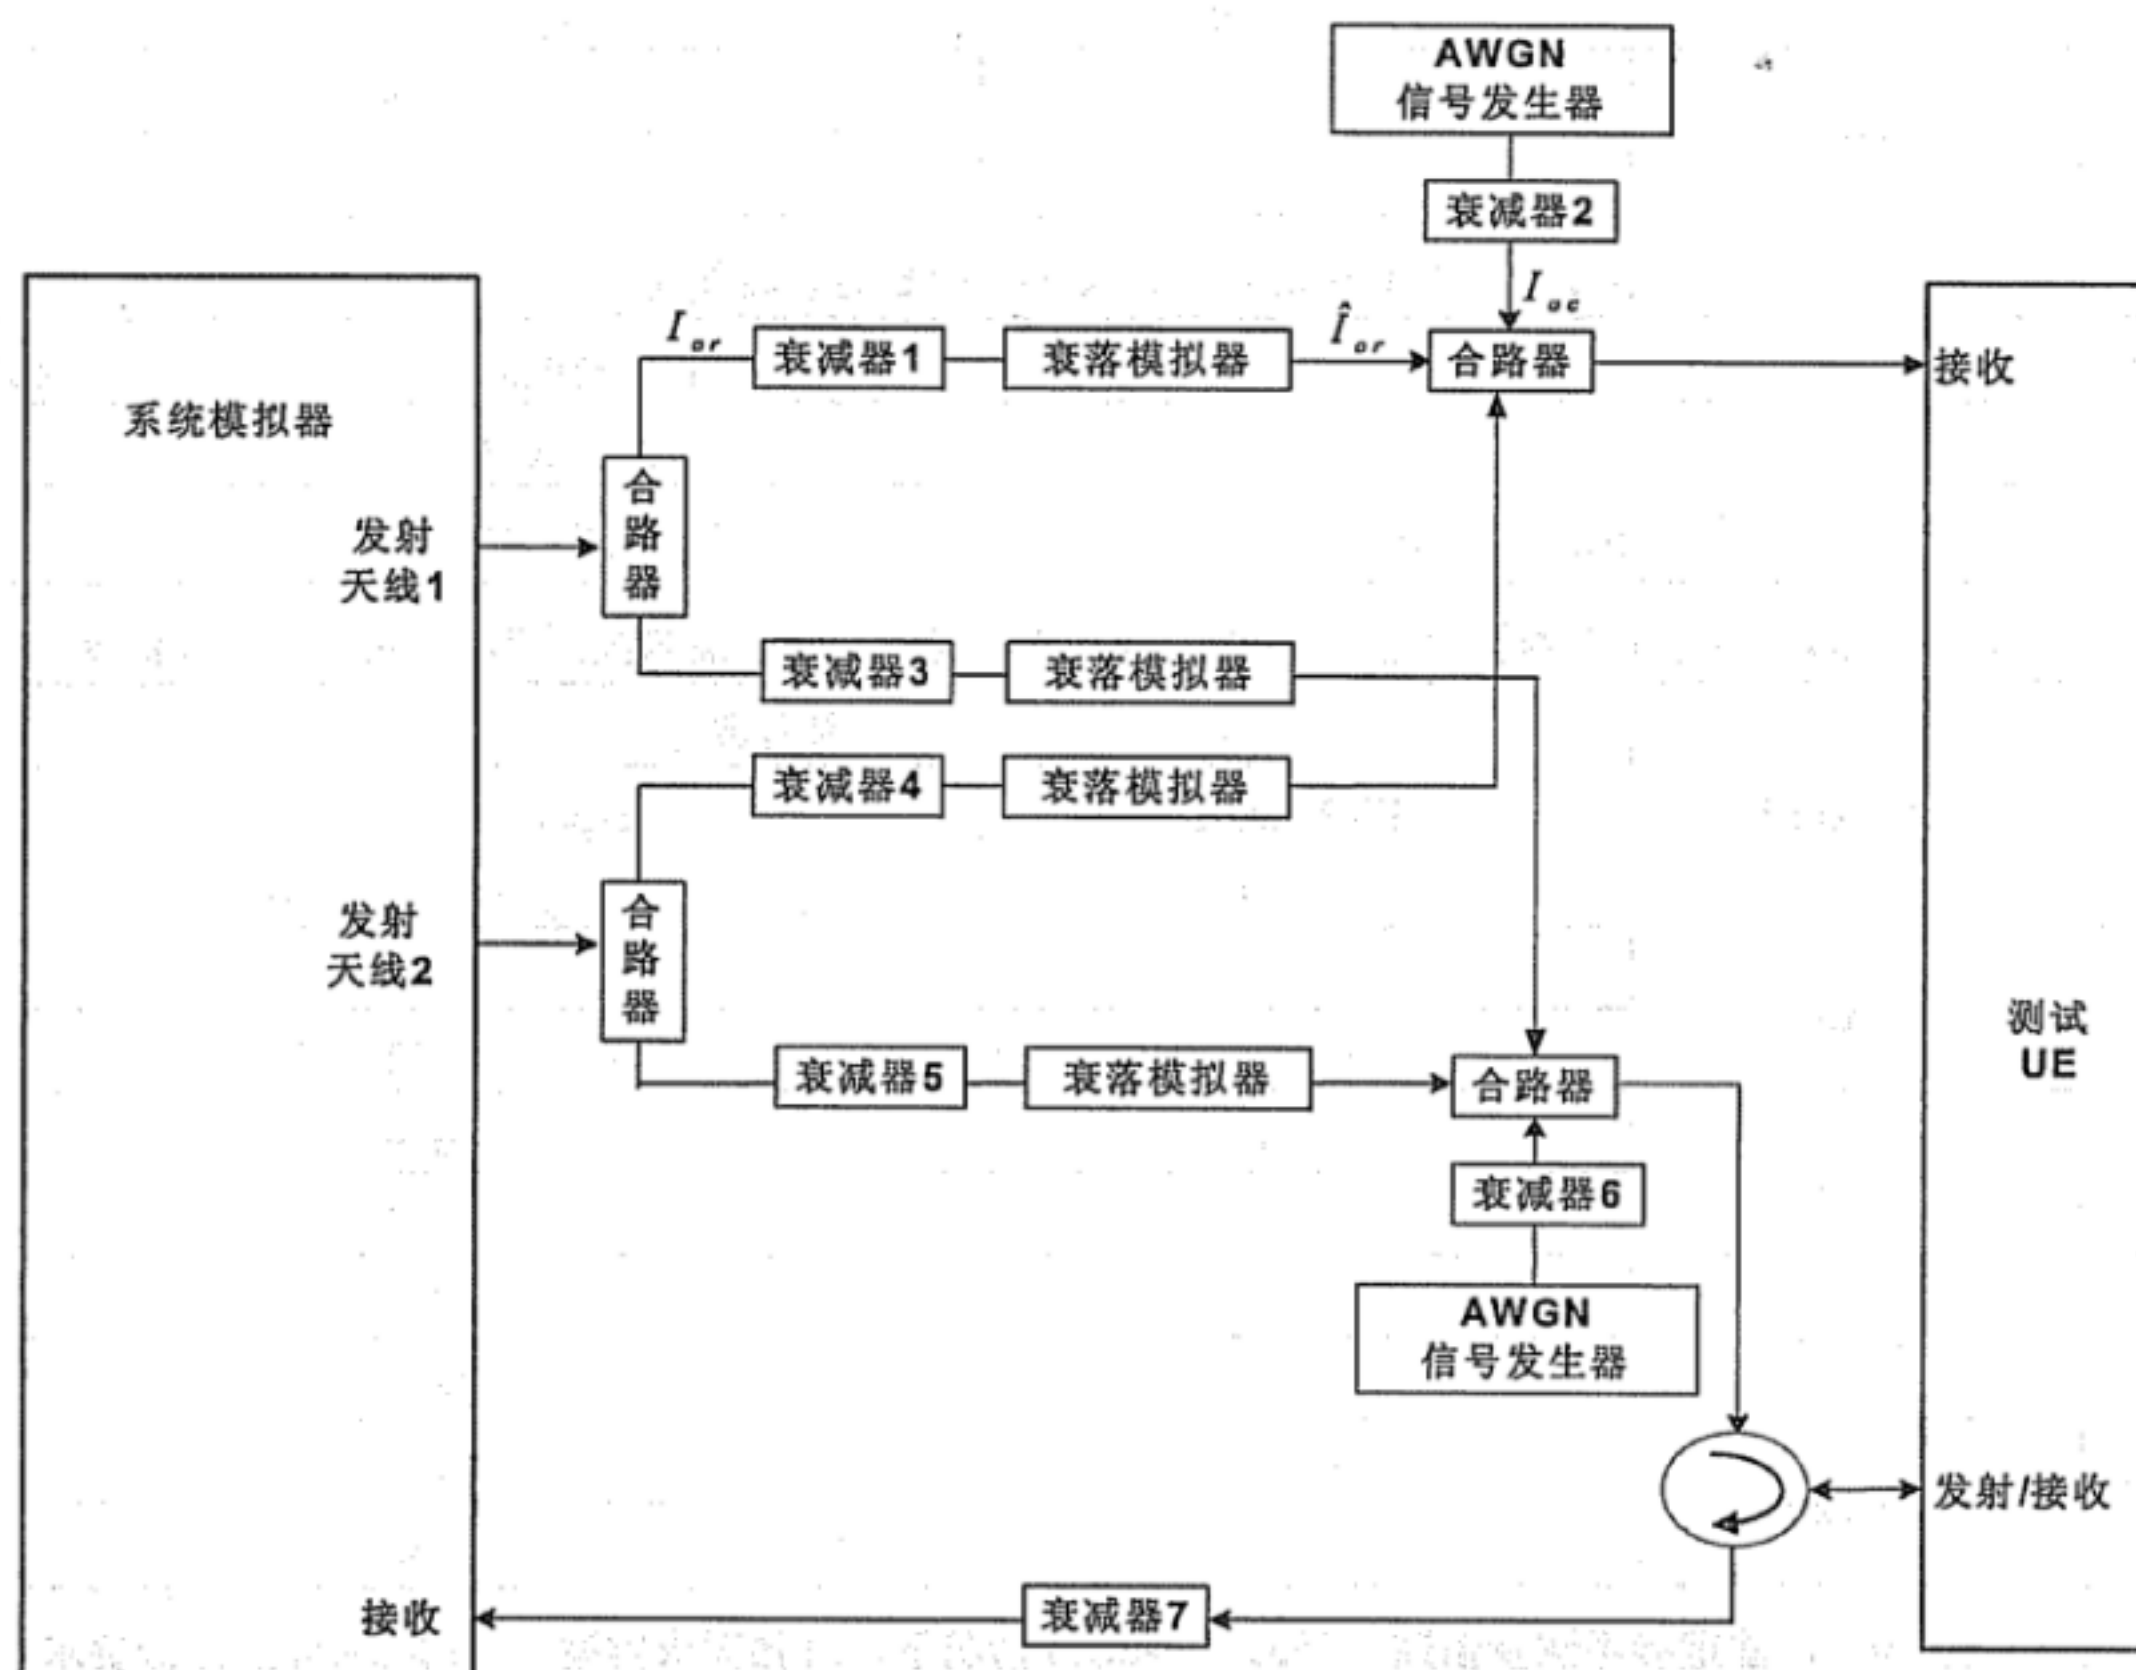 AWGN
信号发生器
衰减器2
I_oc
系统模拟器
I_or
衰减器1
衰落模拟器
Î_or
合路器
接收
合
路
器
发射
天线1
衰减器3
衰落模拟器
衰减器4
衰落模拟器
合
路
器
发射
天线2
衰减器5
衰落模拟器
合路器
测试
UE
衰减器6
AWGN
信号发生器
发射/接收
接收
衰减器7